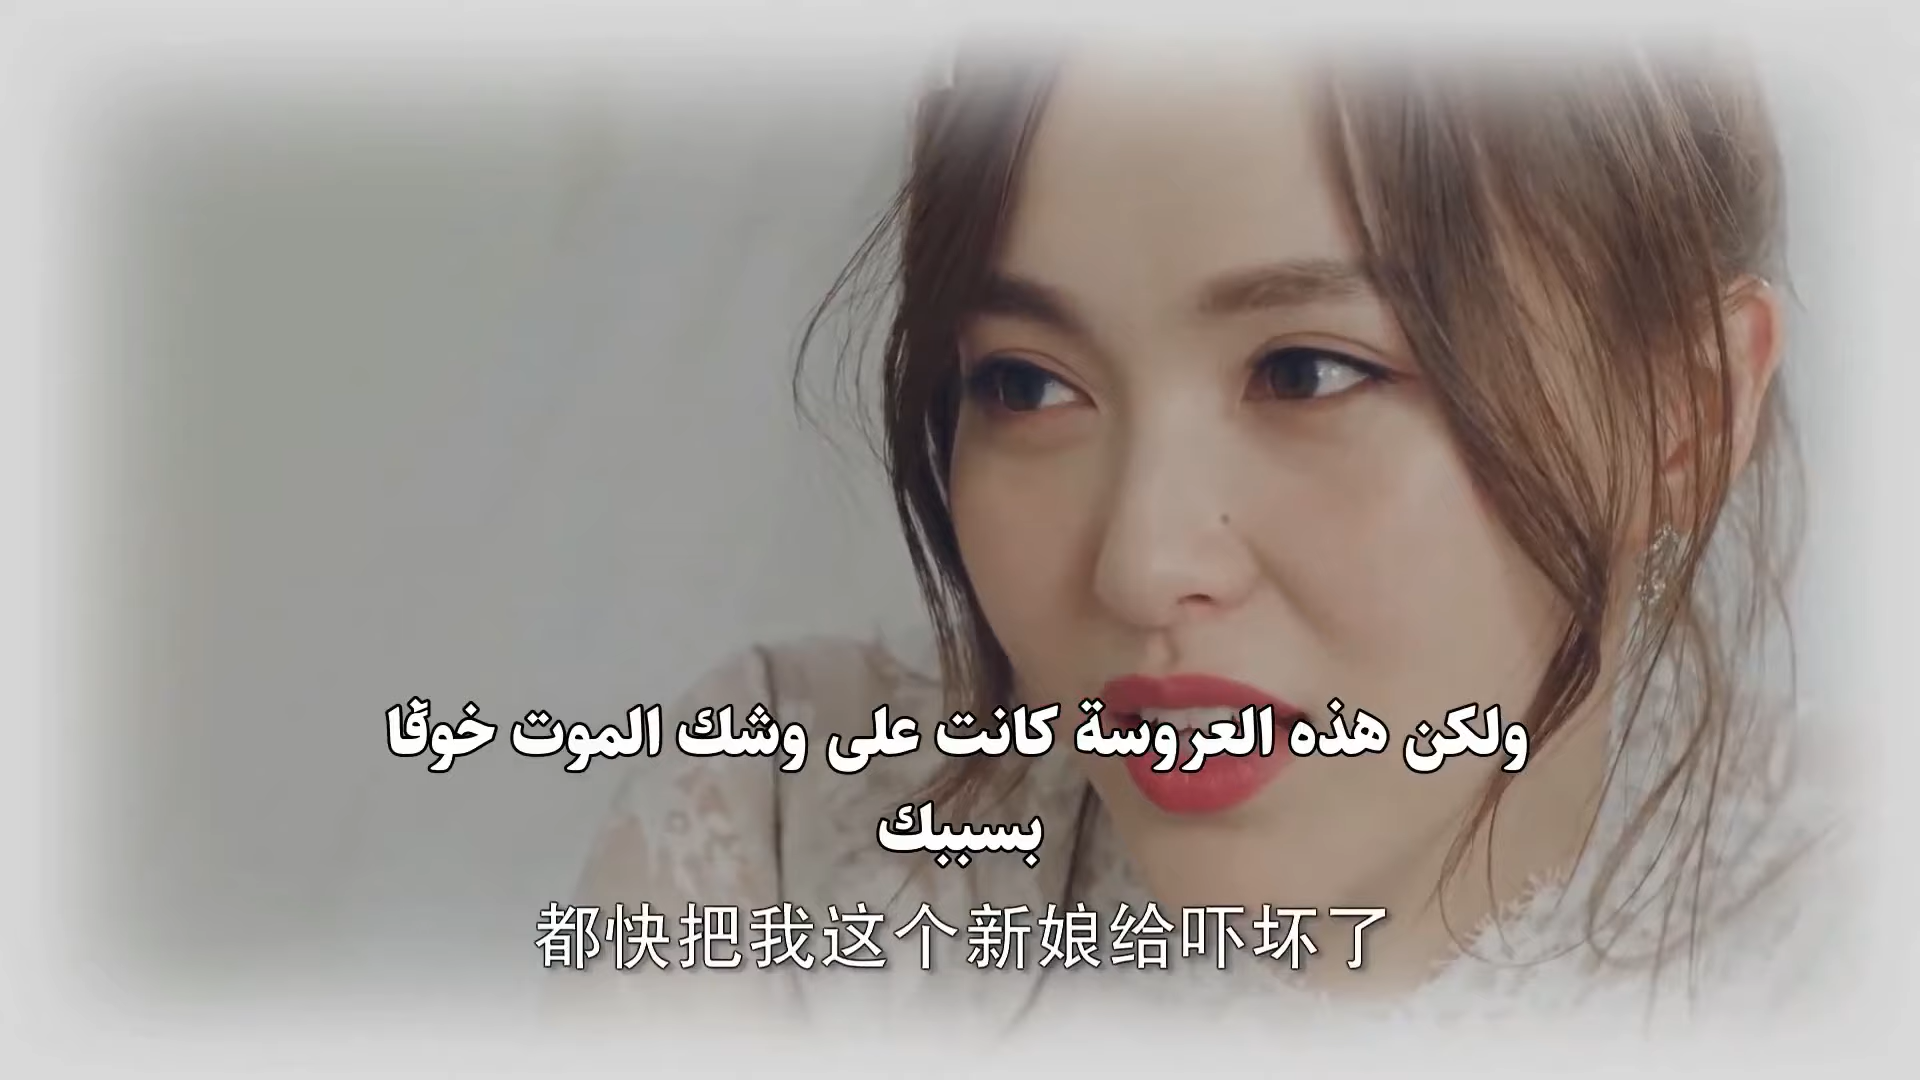 ولكن هذه العروسة كانت على وشك الموت خوفًا
بسببك
都快把我这个新娘给吓坏了